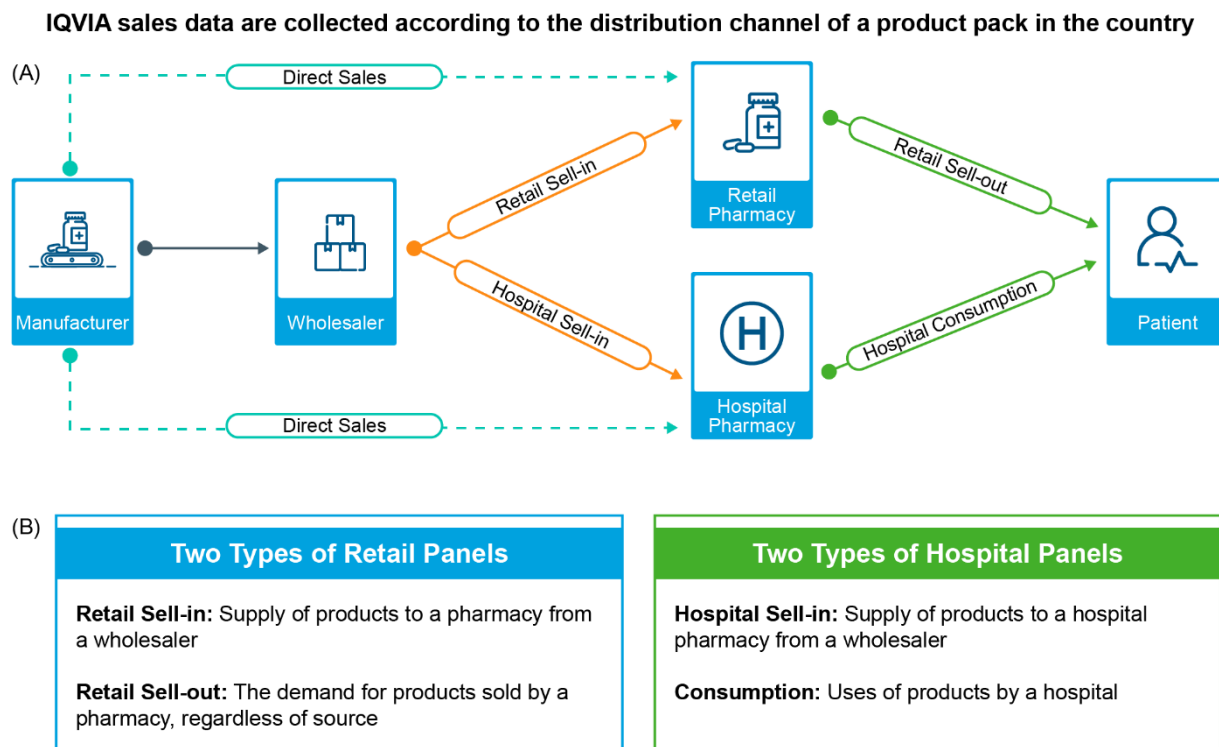 IQVIA sales data are collected according to the distribution channel of a product pack in the country
(A)
Direct Sales
Retail Sell-in
Retail
Pharmacy
Retail Sell-out
Manufacturer
Wholesaler
Hospital Sell-in
H
Hospital
Pharmacy
Hospital Consumption
Patient
Direct Sales
(B)
Two Types of Retail Panels
Retail Sell-in: Supply of products to a pharmacy from
a wholesaler
Retail Sell-out: The demand for products sold by a
pharmacy, regardless of source
Two Types of Hospital Panels
Hospital Sell-in: Supply of products to a hospital
pharmacy from a wholesaler
Consumption: Uses of products by a hospital